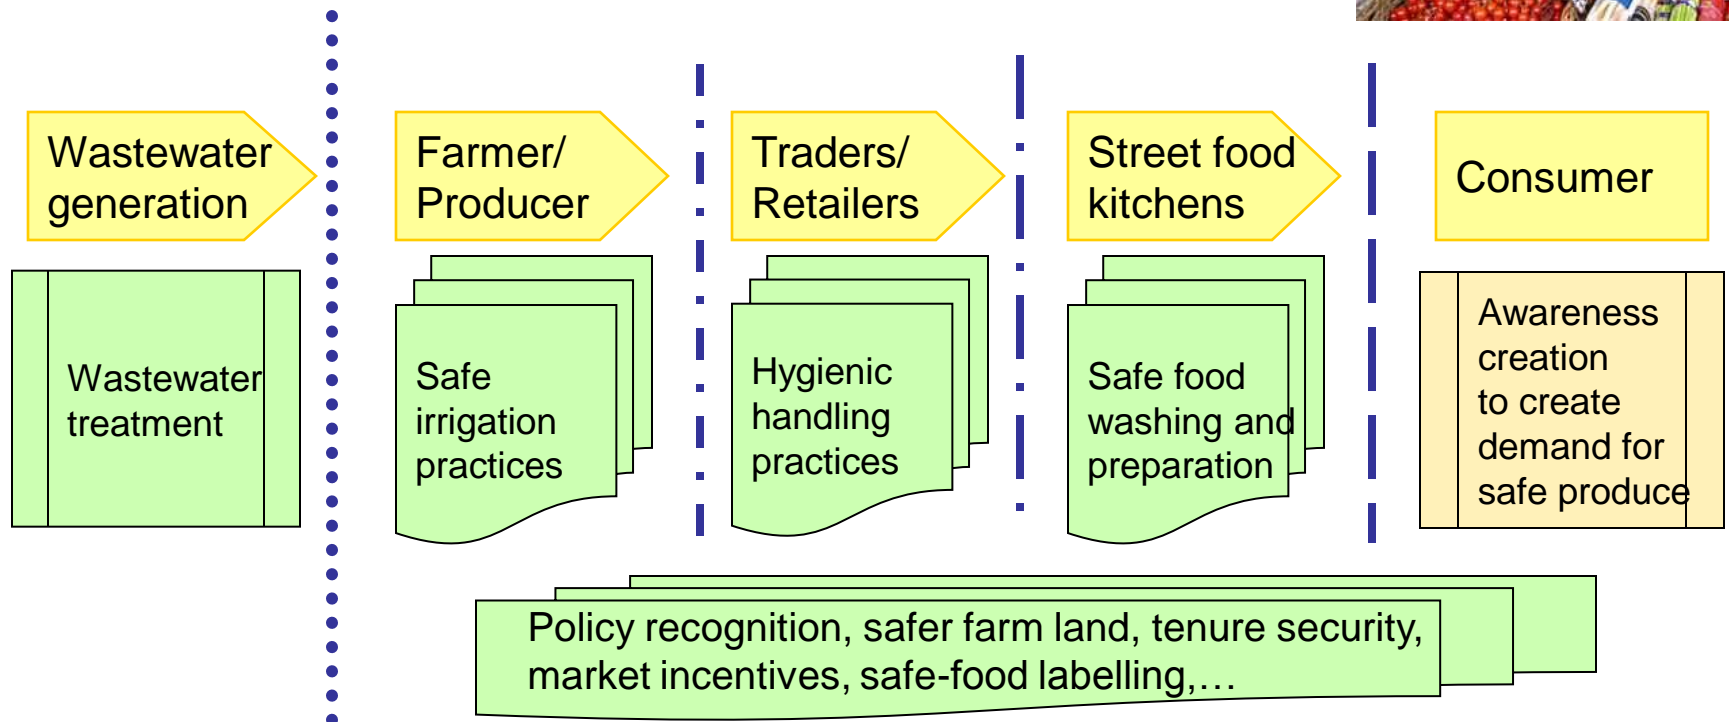 Wastewater
generation
Farmer/
Producer
Traders/
Retailers
Street food
kitchens
Consumer
Wastewater
treatment
Safe
irrigation
practices
Hygienic
handling
practices
Safe food
washing and
preparation
Awareness
creation
to create
demand for
safe produce
Policy recognition, safer farm land, tenure security,
market incentives, safe-food labelling,…